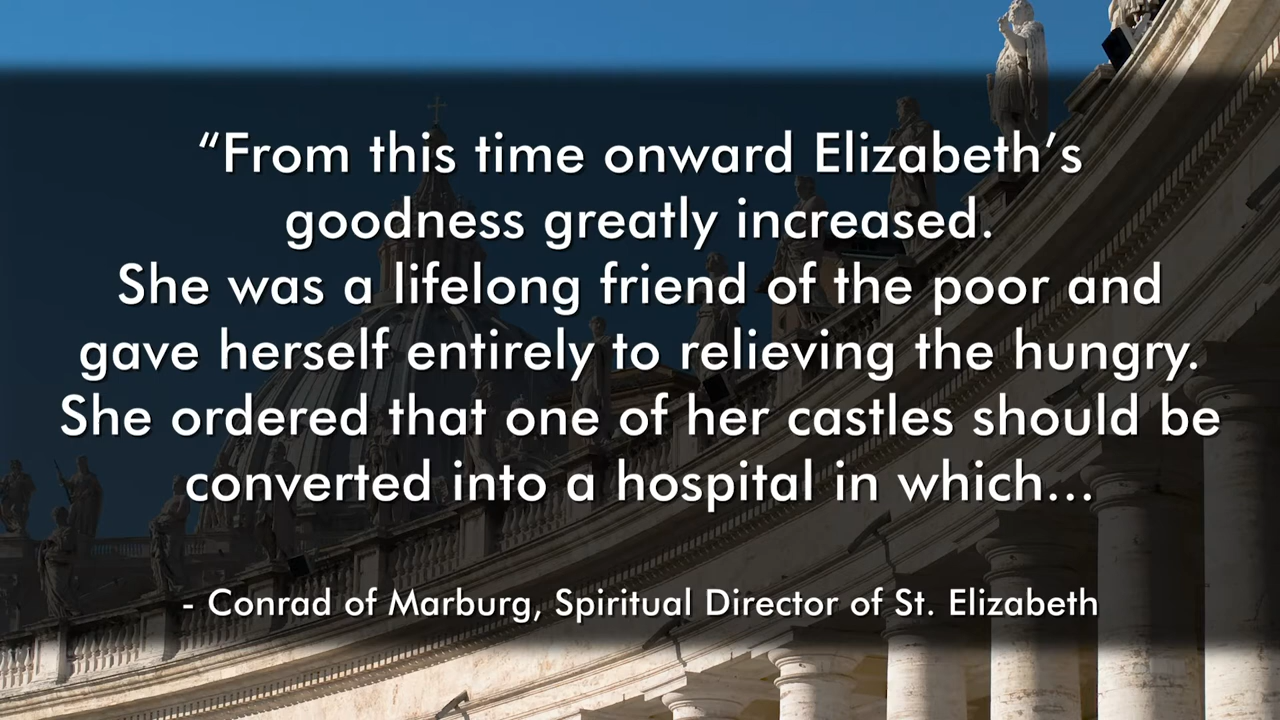 “From this time onward Elizabeth’s
goodness greatly increased.
She was a lifelong friend of the poor and
gave herself entirely to relieving the hungry.
She ordered that one of her castles should be
converted into a hospital in which...
- Conrad of Marburg, Spiritual Director of St. Elizabeth